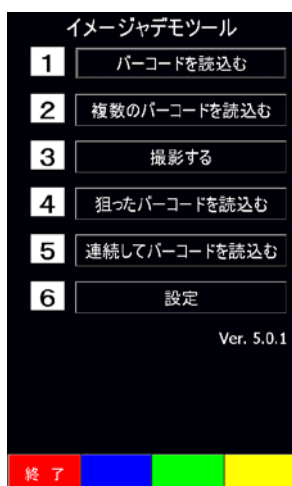 イメージャデモツール
1 バーコードを読込む
2 複数のバーコードを読込む
3 撮影する
4 狙ったバーコードを読込む
5 連続してバーコードを読込む
6 設定
Ver. 5.0.1
終 了